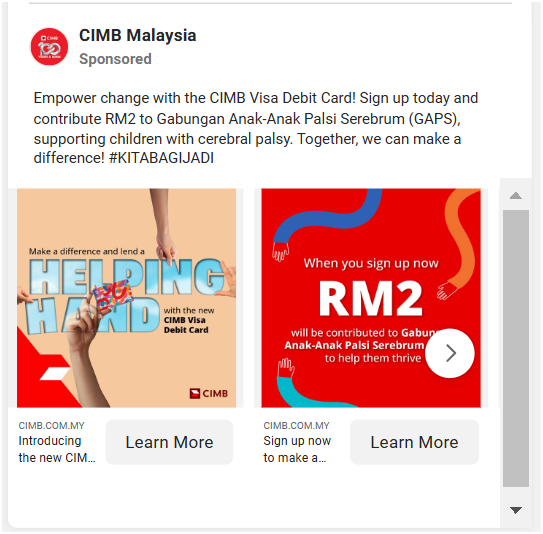 CIMB Malaysia
Sponsored
Empower change with the CIMB Visa Debit Card! Sign up today and
contribute RM2 to Gabungan Anak-Anak Palsi Serebrum (GAPS),
supporting children with cerebral palsy. Together, we can make a
difference! #KITABAGIJADI
Make a difference and lend a
HELPING
HAND
with the new
CIMB Visa
Debit Card
CIMB
When you sign up now
RM2
will be contributed to
Anak-Anak Palsi Serebrum
to help them thrive
CIMB.COM.MY
Introducing
the new CIM...
Learn More
CIMB.COM.MY
Sign up now
to make a...
Learn More